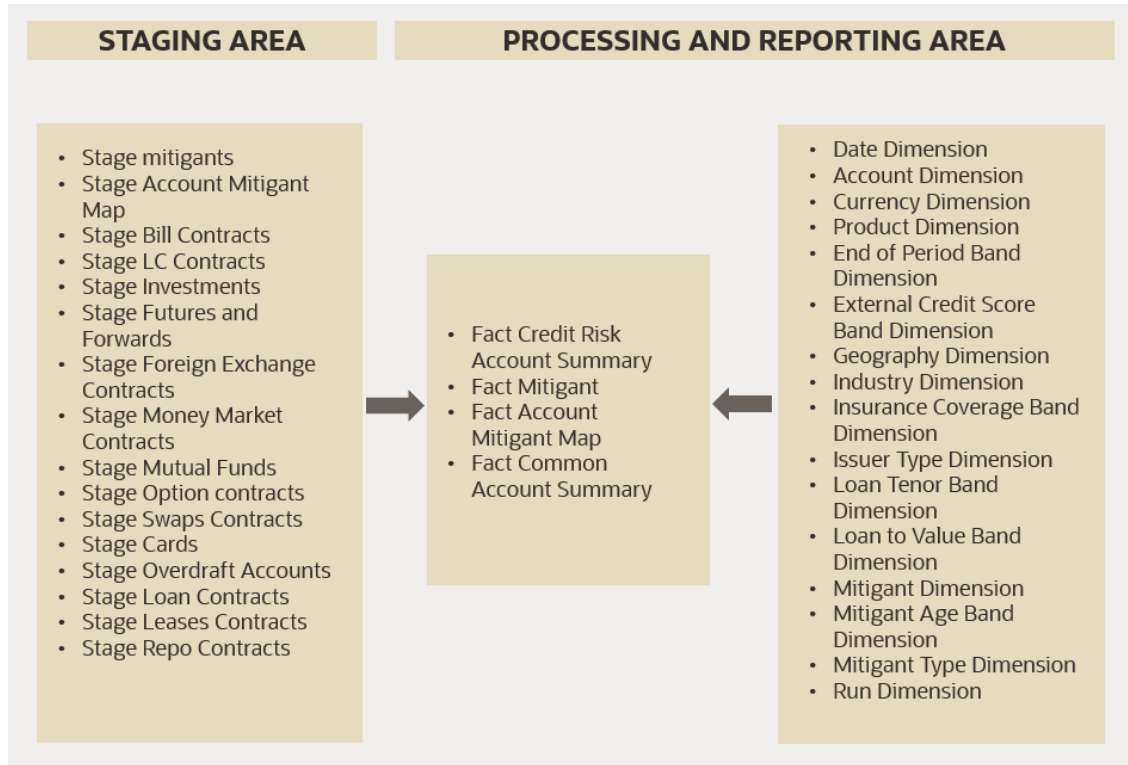 STAGING AREA
PROCESSING AND REPORTING AREA
• Stage mitigants
• Stage Account Mitigant
Map
• Stage Bill Contracts
• Stage LC Contracts
• Stage Investments
• Stage Futures and
Forwards
• Stage Foreign Exchange
Contracts
• Stage Money Market
Contracts
• Stage Mutual Funds
• Stage Option contracts
• Stage Swaps Contracts
• Stage Cards
• Stage Overdraft Accounts
• Stage Loan Contracts
• Stage Leases Contracts
• Stage Repo Contracts
• Fact Credit Risk
Account Summary
• Fact Mitigant
• Fact Account
Mitigant Map
• Fact Common
Account Summary
• Date Dimension
• Account Dimension
• Currency Dimension
• Product Dimension
• End of Period Band
Dimension
• External Credit Score
Band Dimension
• Geography Dimension
• Industry Dimension
• Insurance Coverage Band
Dimension
• Issuer Type Dimension
• Loan Tenor Band
Dimension
• Loan to Value Band
Dimension
• Mitigant Dimension
• Mitigant Age Band
Dimension
• Mitigant Type Dimension
• Run Dimension